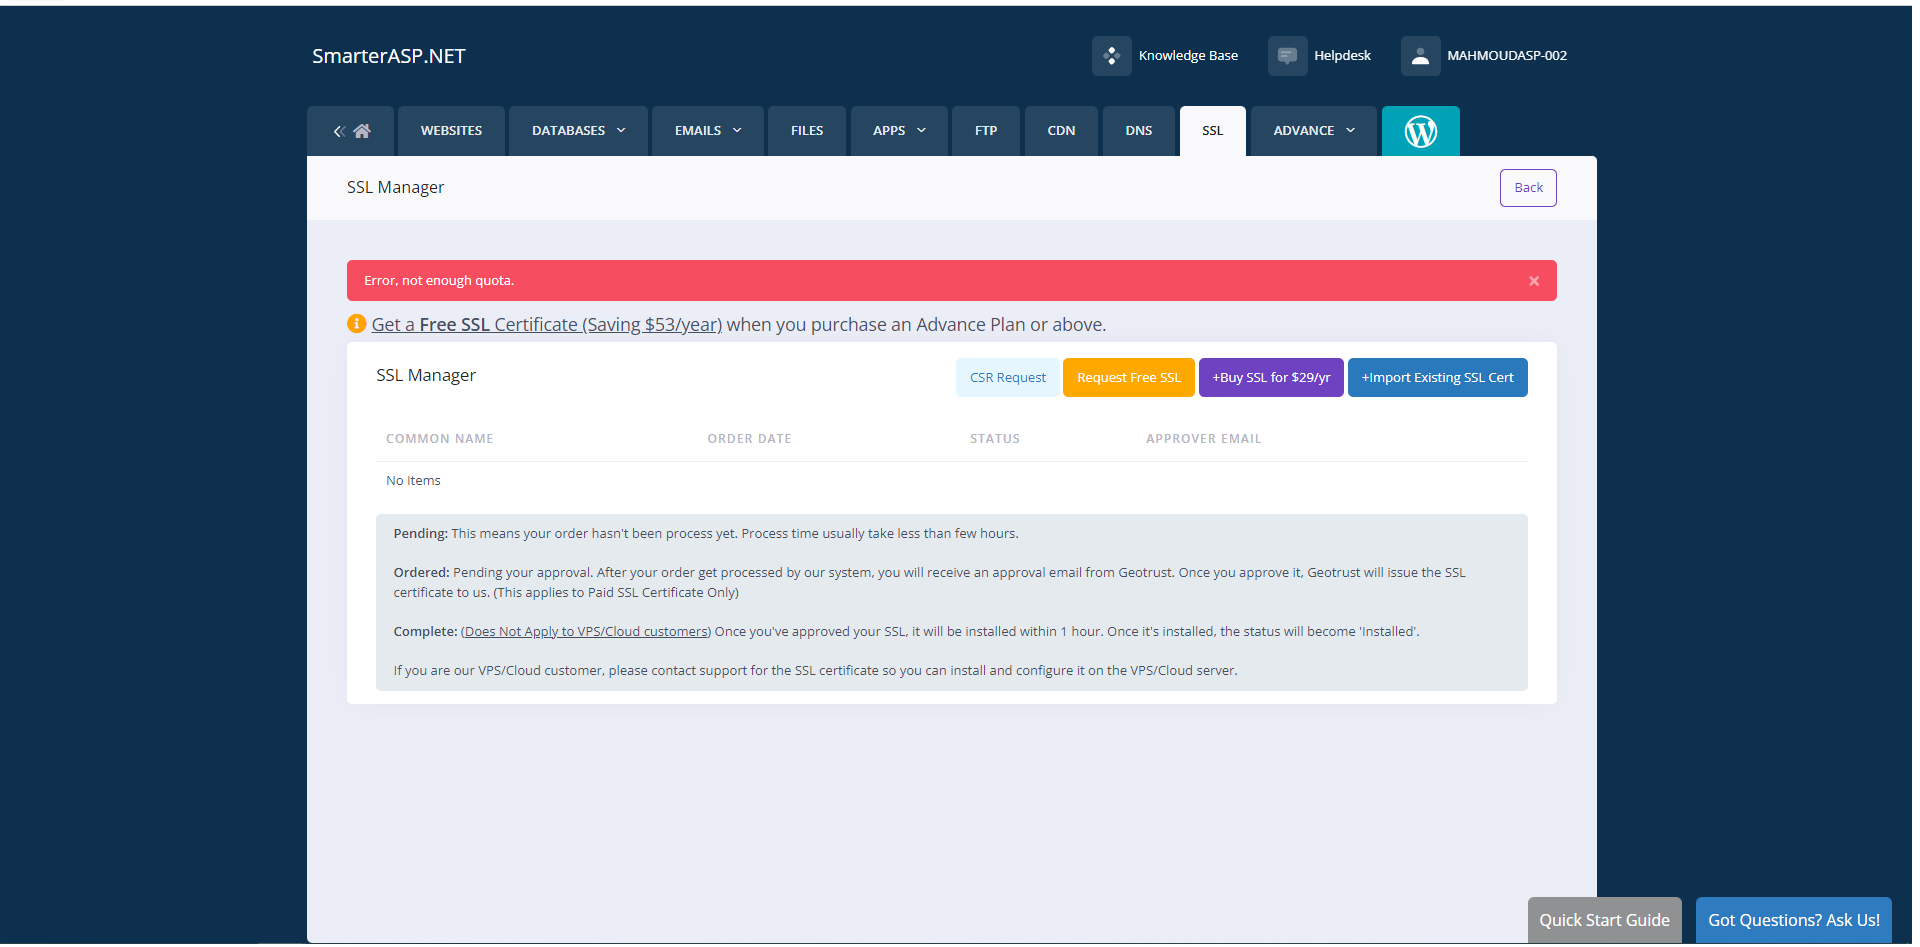 SmarterASP.NET
Knowledge Base
Helpdesk
MAHMOUDASP-002
WEBSITES
DATABASES
EMAILS
FILES
APPS
FTP
CDN
DNS
SSL
ADVANCE
SSL Manager
Back
Error, not enough quota.
Get a Free SSL Certificate (Saving $53/year) when you purchase an Advance Plan or above.
SSL Manager
CSR Request
Request Free SSL
+Buy SSL for $29/yr
+Import Existing SSL Cert
COMMON NAME
ORDER DATE
STATUS
APPROVER EMAIL
No Items
Pending: This means your order hasn't been process yet. Process time usually take less than few hours.
Ordered: Pending your approval. After your order get processed by our system, you will receive an approval email from Geotrust. Once you approve it, Geotrust will issue the SSL
certificate to us. (This applies to Paid SSL Certificate Only)
Complete: (Does Not Apply to VPS/Cloud customers) Once you've approved your SSL, it will be installed within 1 hour. Once it's installed, the status will become 'Installed'.
If you are our VPS/Cloud customer, please contact support for the SSL certificate so you can install and configure it on the VPS/Cloud server.
Quick Start Guide
Got Questions? Ask Us!